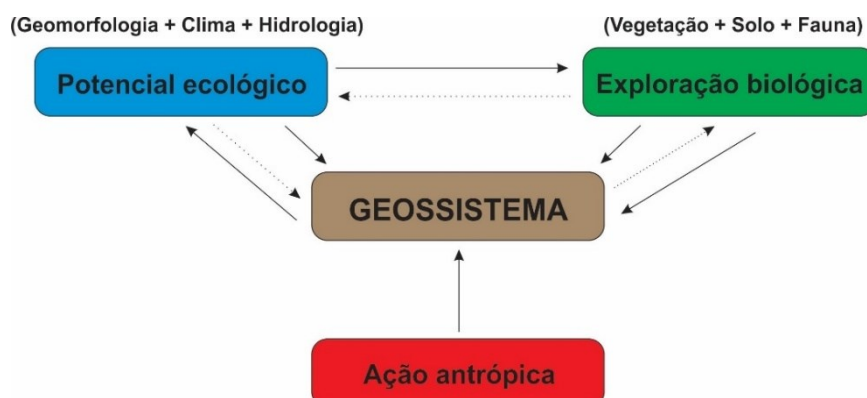 (Geomorfologia + Clima + Hidrologia)
(Vegetação + Solo + Fauna)
Potencial ecológico
Exploração biológica
GEOSSISTEMA
Ação antrópica